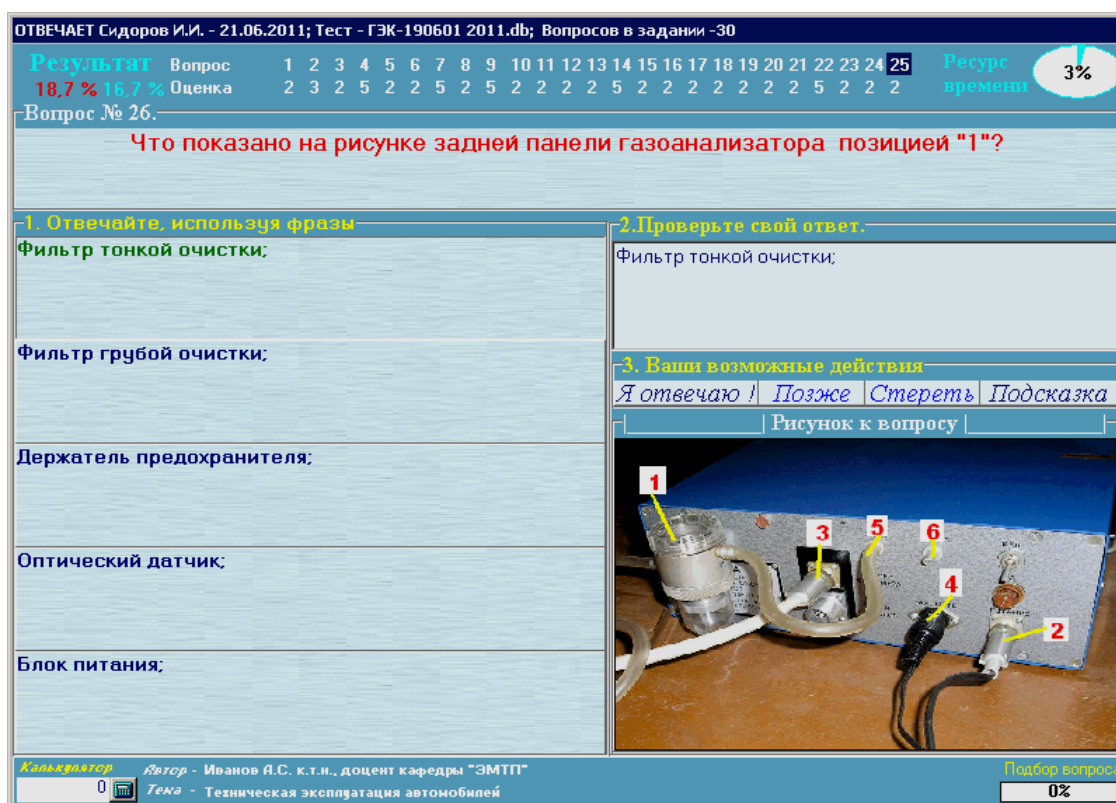 ОТВЕЧАЕТ Сидоров И.И. - 21.06.2011; Тест - ГЭК-190601 2011.db; Вопросов в задании -30
Результат Вопрос 1 2 3 4 5 6 7 8 9 10 11 12 13 14 15 16 17 18 19 20 21 22 23 24 25 Ресурс времени 3%
18,7 % 16,7 % Оценка 2 3 2 5 2 2 5 2 5 2 2 2 2 5 2 2 2 2 2 2 2 5 2 2 2
Вопрос № 26.
Что показано на рисунке задней панели газоанализатора позицией "1"?
1. Отвечайте, используя фразы
Фильтр тонкой очистки;
Фильтр грубой очистки;
Держатель предохранителя;
Оптический датчик;
Блок питания;
2.Проверьте свой ответ.
Фильтр тонкой очистки;
3. Ваши возможные действия
Я отвечаю ! Позже Стереть Подсказка
Рисунок к вопросу
1
3
5
6
4
2
Калькулятор
0
Автор - Иванов А.С. к.т.н., доцент кафедры "ЭМТП"
Тема - Техническая эксплуатация автомобилей
Подбор вопроса
0%